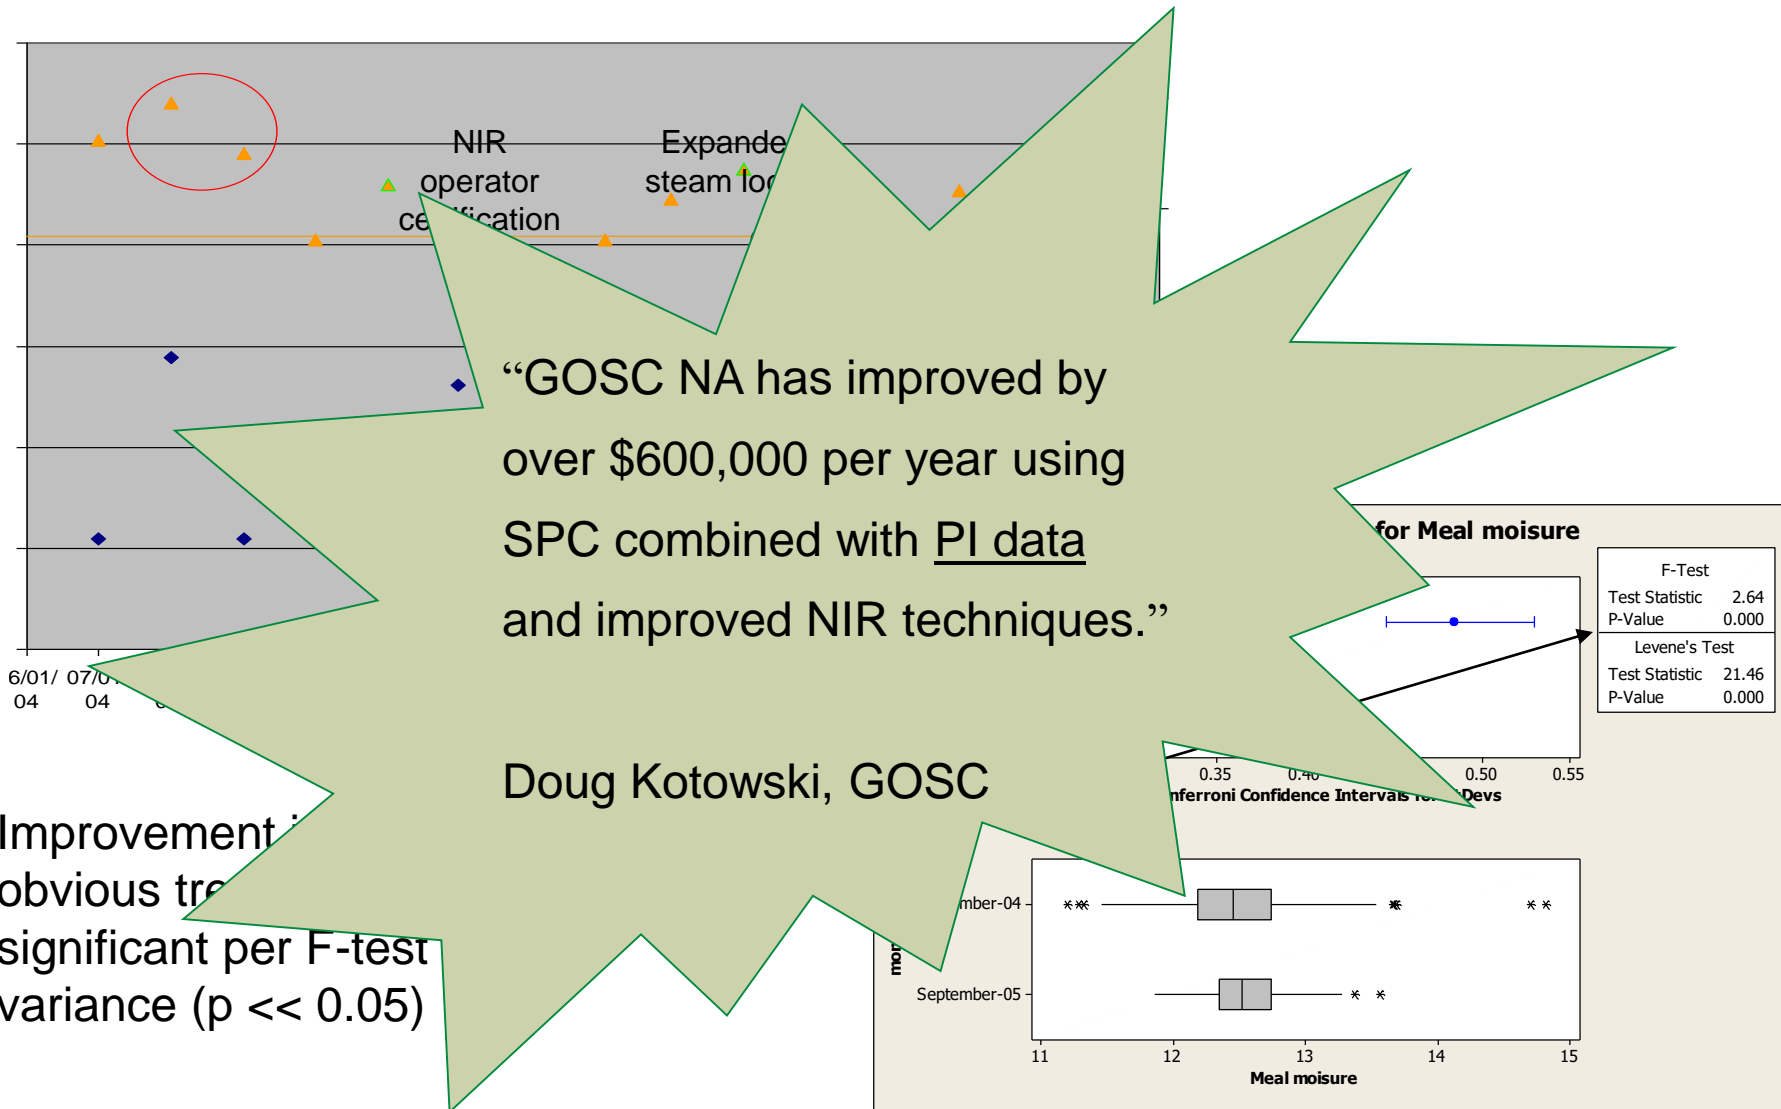 NIR
operator
Expande
steam
“GOSC NA has improved by
over $600,000 per year using
SPC combined with PI data
and improved NIR techniques.”
Doug Kotowski, GOSC
6/01/ 07/0
04 04
Improvement
obvious
significant per F-test
variance (p << 0.05)
for Meal moisure
F-Test
Test Statistic 2.64
P-Value 0.000
Levene's Test
Test Statistic 21.46
P-Value 0.000
0.35 0.50 0.55
nferroni Confidence Intervals Devs
mber-04
September-05
11 12 13 14 15
Meal moisure